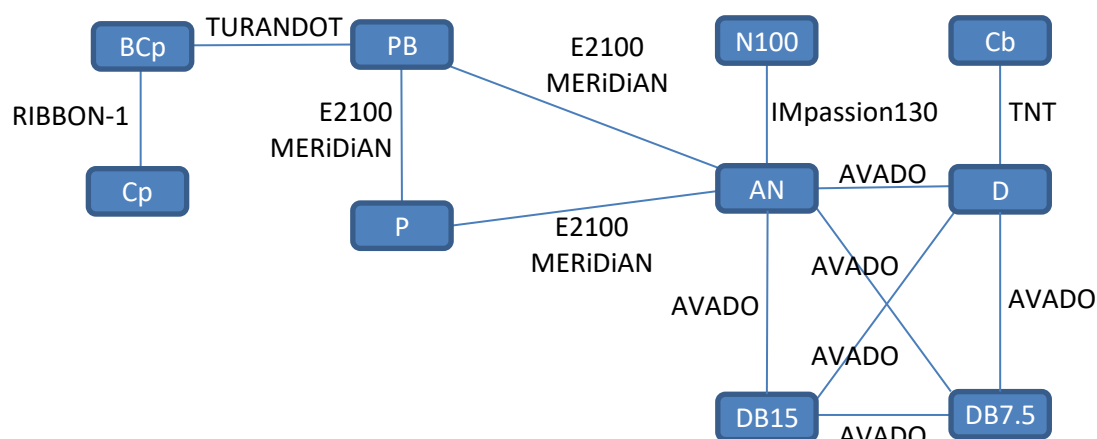 TURANDOT
BCp
PB
N100
Cb
E2100
MERiDiAN
RIBBON-1
E2100
MERiDiAN
IMpassion130
TNT
Cp
AN
AVADO
D
P
E2100
MERiDiAN
AVADO
AVADO
AVADO
AVADO
DB15
DB7.5
AVADO